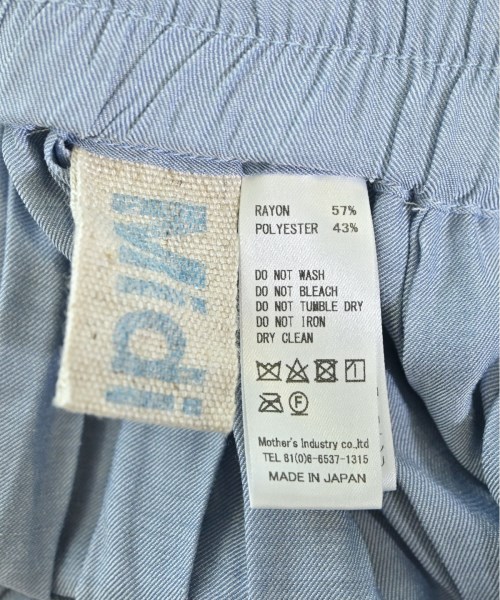 Mpi
RAYON 57%
POLYESTER 43%
DO NOT WASH
DO NOT BLEACH
DO NOT TUMBLE DRY
DO NOT IRON
DRY CLEAN
F
Mother's Industry co.,ltd
TEL 81(0)6-6537-1315
MADE IN JAPAN